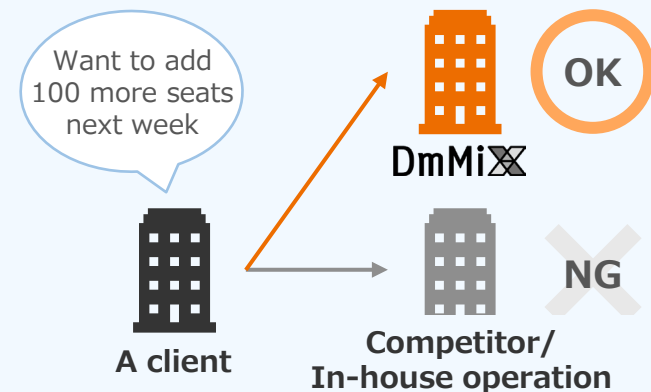 Want to add
100 more seats
next week
OK
DmMiX
NG
A client
Competitor/
In-house operation